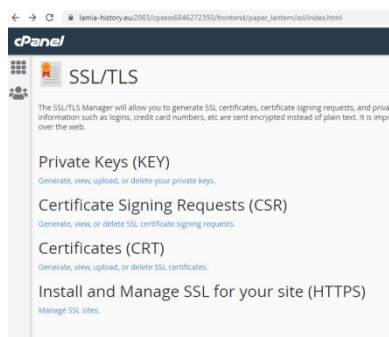 lamia-history.eu:2083/cpsess6846272393/frontend/paper_lantern/ssl/index.html
cPanel
SSL/TLS
The SSL/TLS Manager will allow you to generate SSL certificates, certificate signing requests, and priva
information such as logins, credit card numbers, etc are sent encrypted instead of plain text. It is impo
over the web.
Private Keys (KEY)
Generate, view, upload, or delete your private keys.
Certificate Signing Requests (CSR)
Generate, view, or delete SSL certificate signing requests.
Certificates (CRT)
Generate, view, upload, or delete SSL certificates.
Install and Manage SSL for your site (HTTPS)
Manage SSL sites.